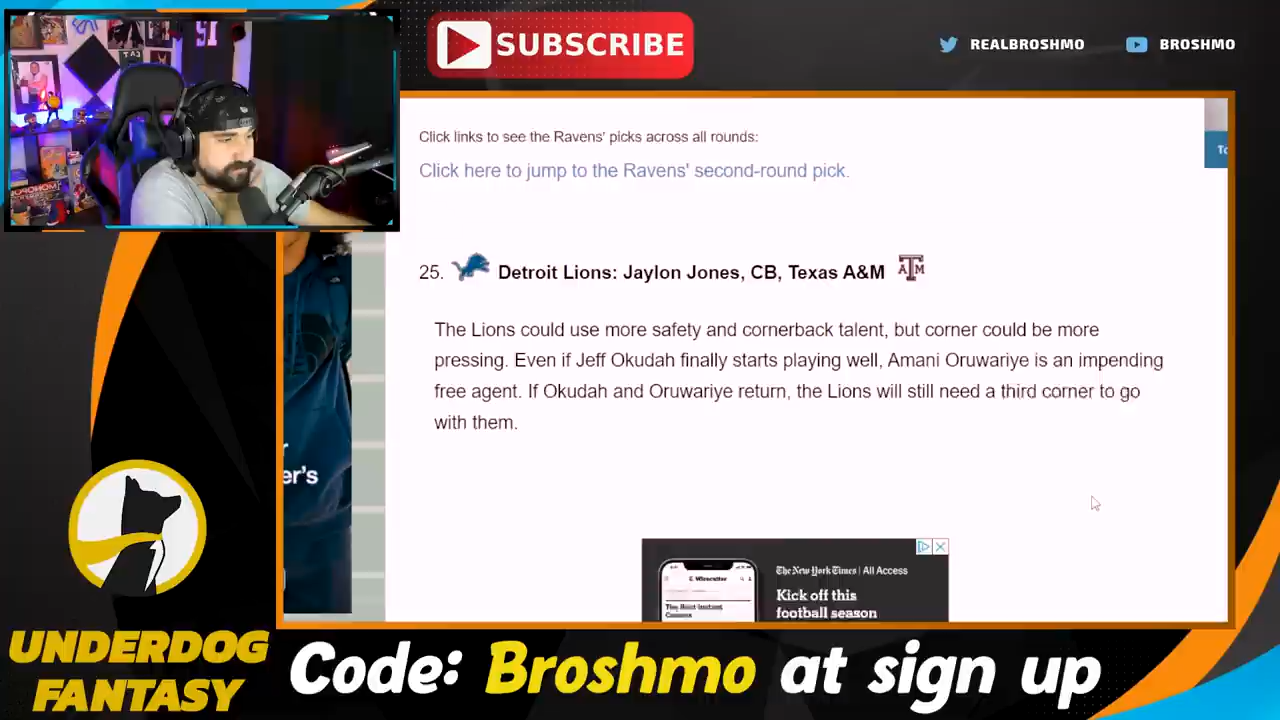 SUBSCRIBE
REALBROSHMO
BROSHMO
Click links to see the Ravens' picks across all rounds:
Click here to jump to the Ravens' second-round pick.
25. Detroit Lions: Jaylon Jones, CB, Texas A&M
The Lions could use more safety and cornerback talent, but corner could be more
pressing. Even if Jeff Okudah finally starts playing well, Amani Oruwariye is an impending
free agent. If Okudah and Oruwariye return, the Lions will still need a third corner to go
with them.
er's
The New York Times | All Access
Kick off this
football season
Wirecutter
UNDERDOG
FANTASY
Code: Broshmo at sign up